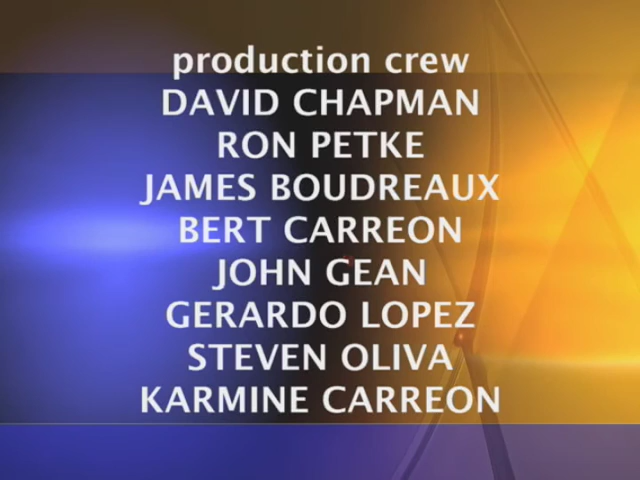 production crew
DAVID CHAPMAN
RON PETKE
JAMES BOUDREAUX
BERT CARREON
JOHN GEAN
GERARDO LOPEZ
STEVEN OLIVA
KARMINE CARREON